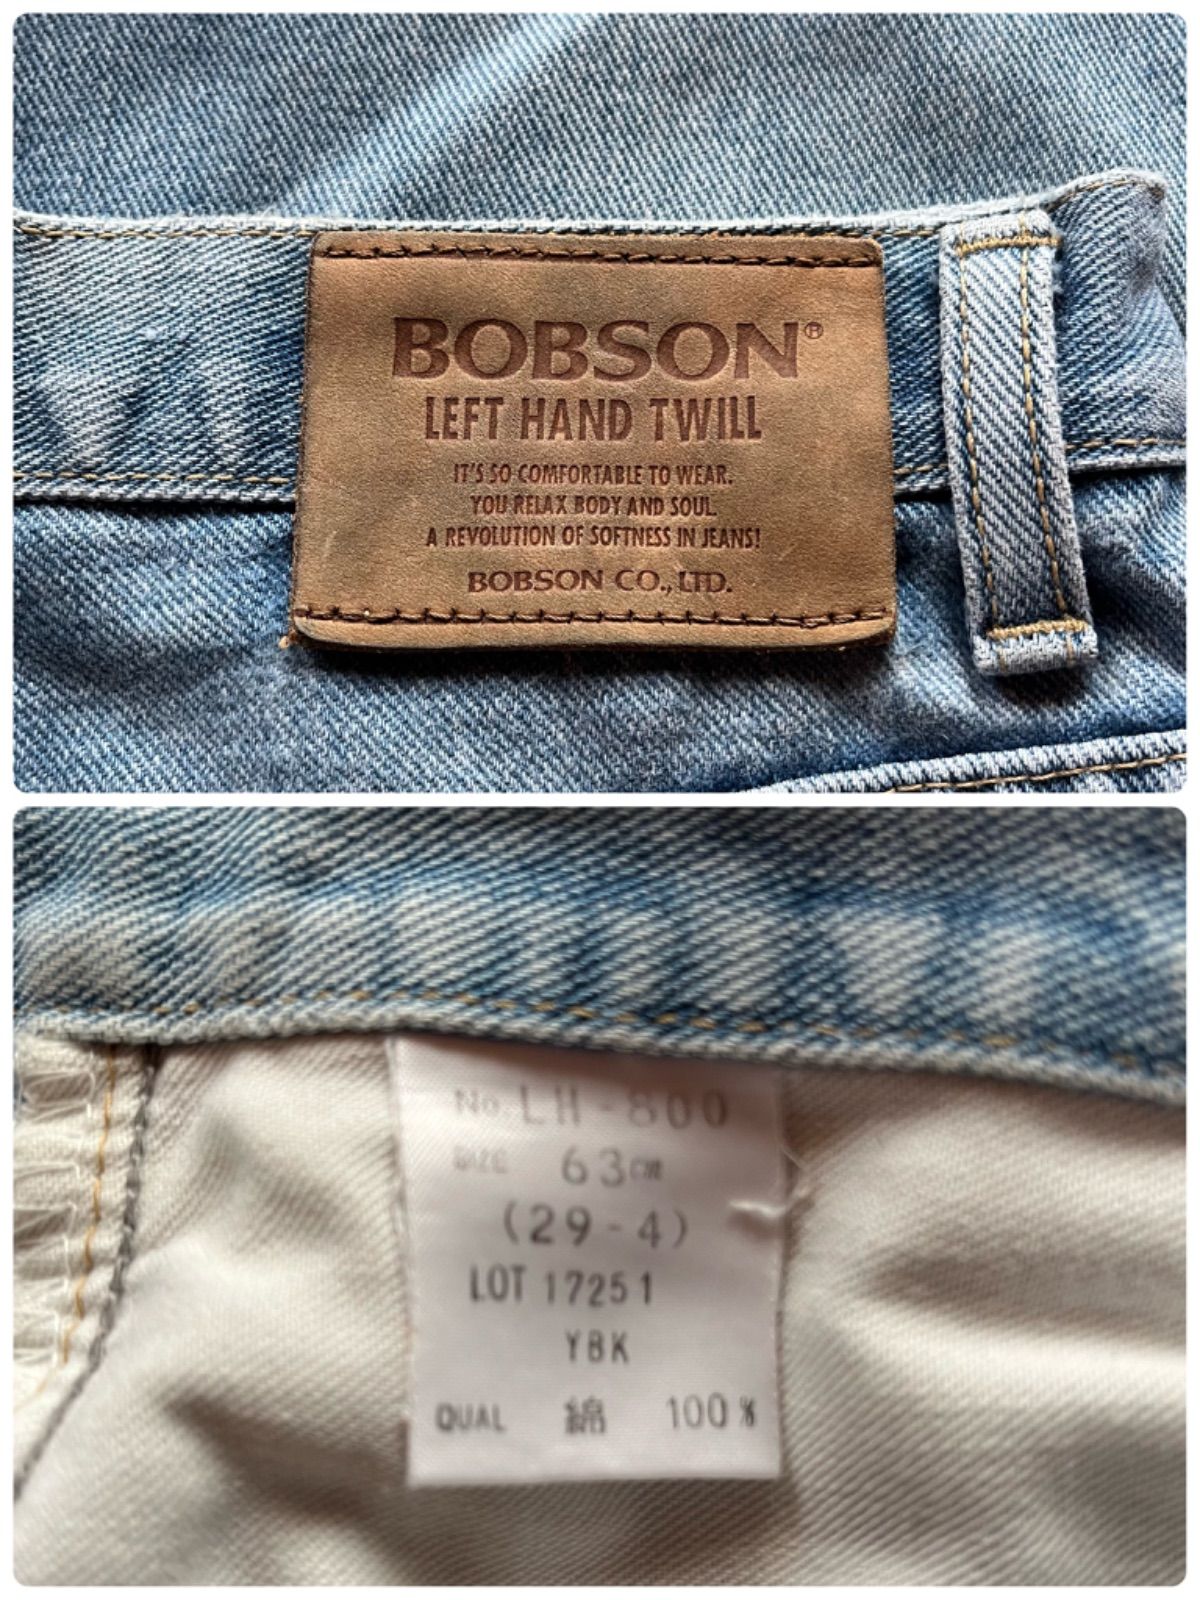 BOBSON®
LEFT HAND TWILL
IT'S SO COMFORTABLE TO WEAR.
YOU RELAX BODY AND SOUL.
A REVOLUTION OF SOFTNESS IN JEANS!
BOBSON CO., LTD.
No. LH-800
SIZE 63cm
(29-4)
LOT 17251
YBK
QUAL 綿 100%